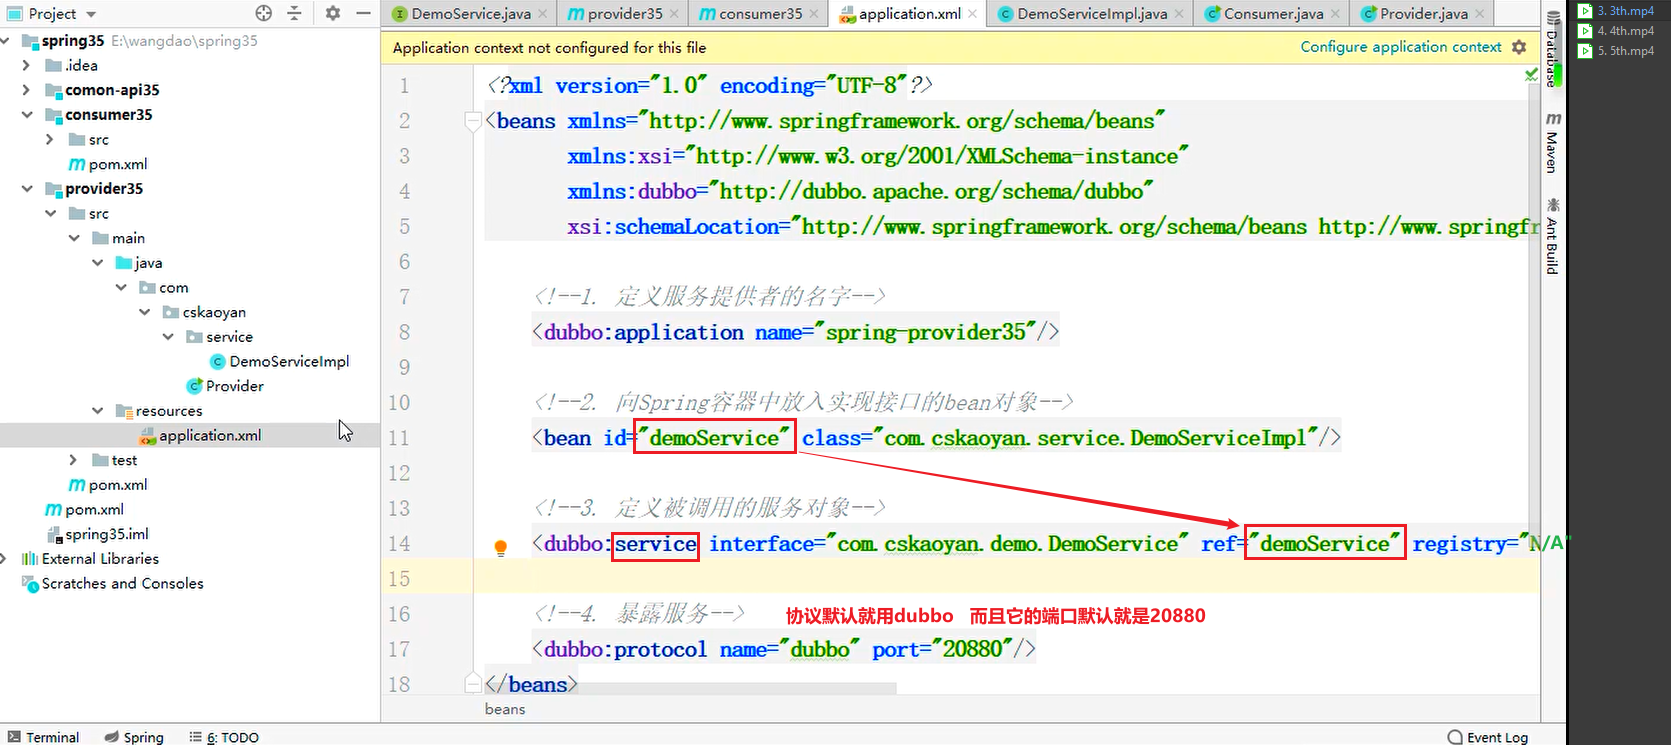 Project
DemoService.java
provider35
consumer35
application.xml
DemoServiceImpl.java
Consumer.java
Provider.java
3. 3th.mp4
4. 4th.mp4
5. 5th.mp4
spring35 E:\wangdao\spring35
.idea
comon-api35
consumer35
src
pom.xml
provider35
src
main
java
com
cskaoyan
service
DemoServiceImpl
Provider
resources
application.xml
test
pom.xml
pom.xml
spring35.iml
External Libraries
Scratches and Consoles
Application context not configured for this file
Configure application context
1 <?xml version="1.0" encoding="UTF-8"?>
2 <beans xmlns="http://www.springframework.org/schema/beans"
3 xmlns:xsi="http://www.w3.org/2001/XMLSchema-instance"
4 xmlns:dubbo="http://dubbo.apache.org/schema/dubbo"
5 xsi:schemaLocation="http://www.springframework.org/schema/beans http://www.springfr
6
7 <!--1. 定义服务提供者的名字-->
8 <dubbo:application name="spring-provider35"/>
9
10 <!--2. 向Spring容器中放入实现接口的bean对象-->
11 <bean id="demoService" class="com.cskaoyan.service.DemoServiceImpl"/>
12
13 <!--3. 定义被调用的服务对象-->
14 <dubbo:service interface="com.cskaoyan.demo.DemoService" ref="demoService" registry="N/A"
15
16 <!--4. 暴露服务--> 协议默认就用dubbo 而且它的端口默认就是20880
17 <dubbo:protocol name="dubbo" port="20880"/>
18 </beans>
beans
Database
Maven
Ant Build
Terminal
Spring
6: TODO
Event Log